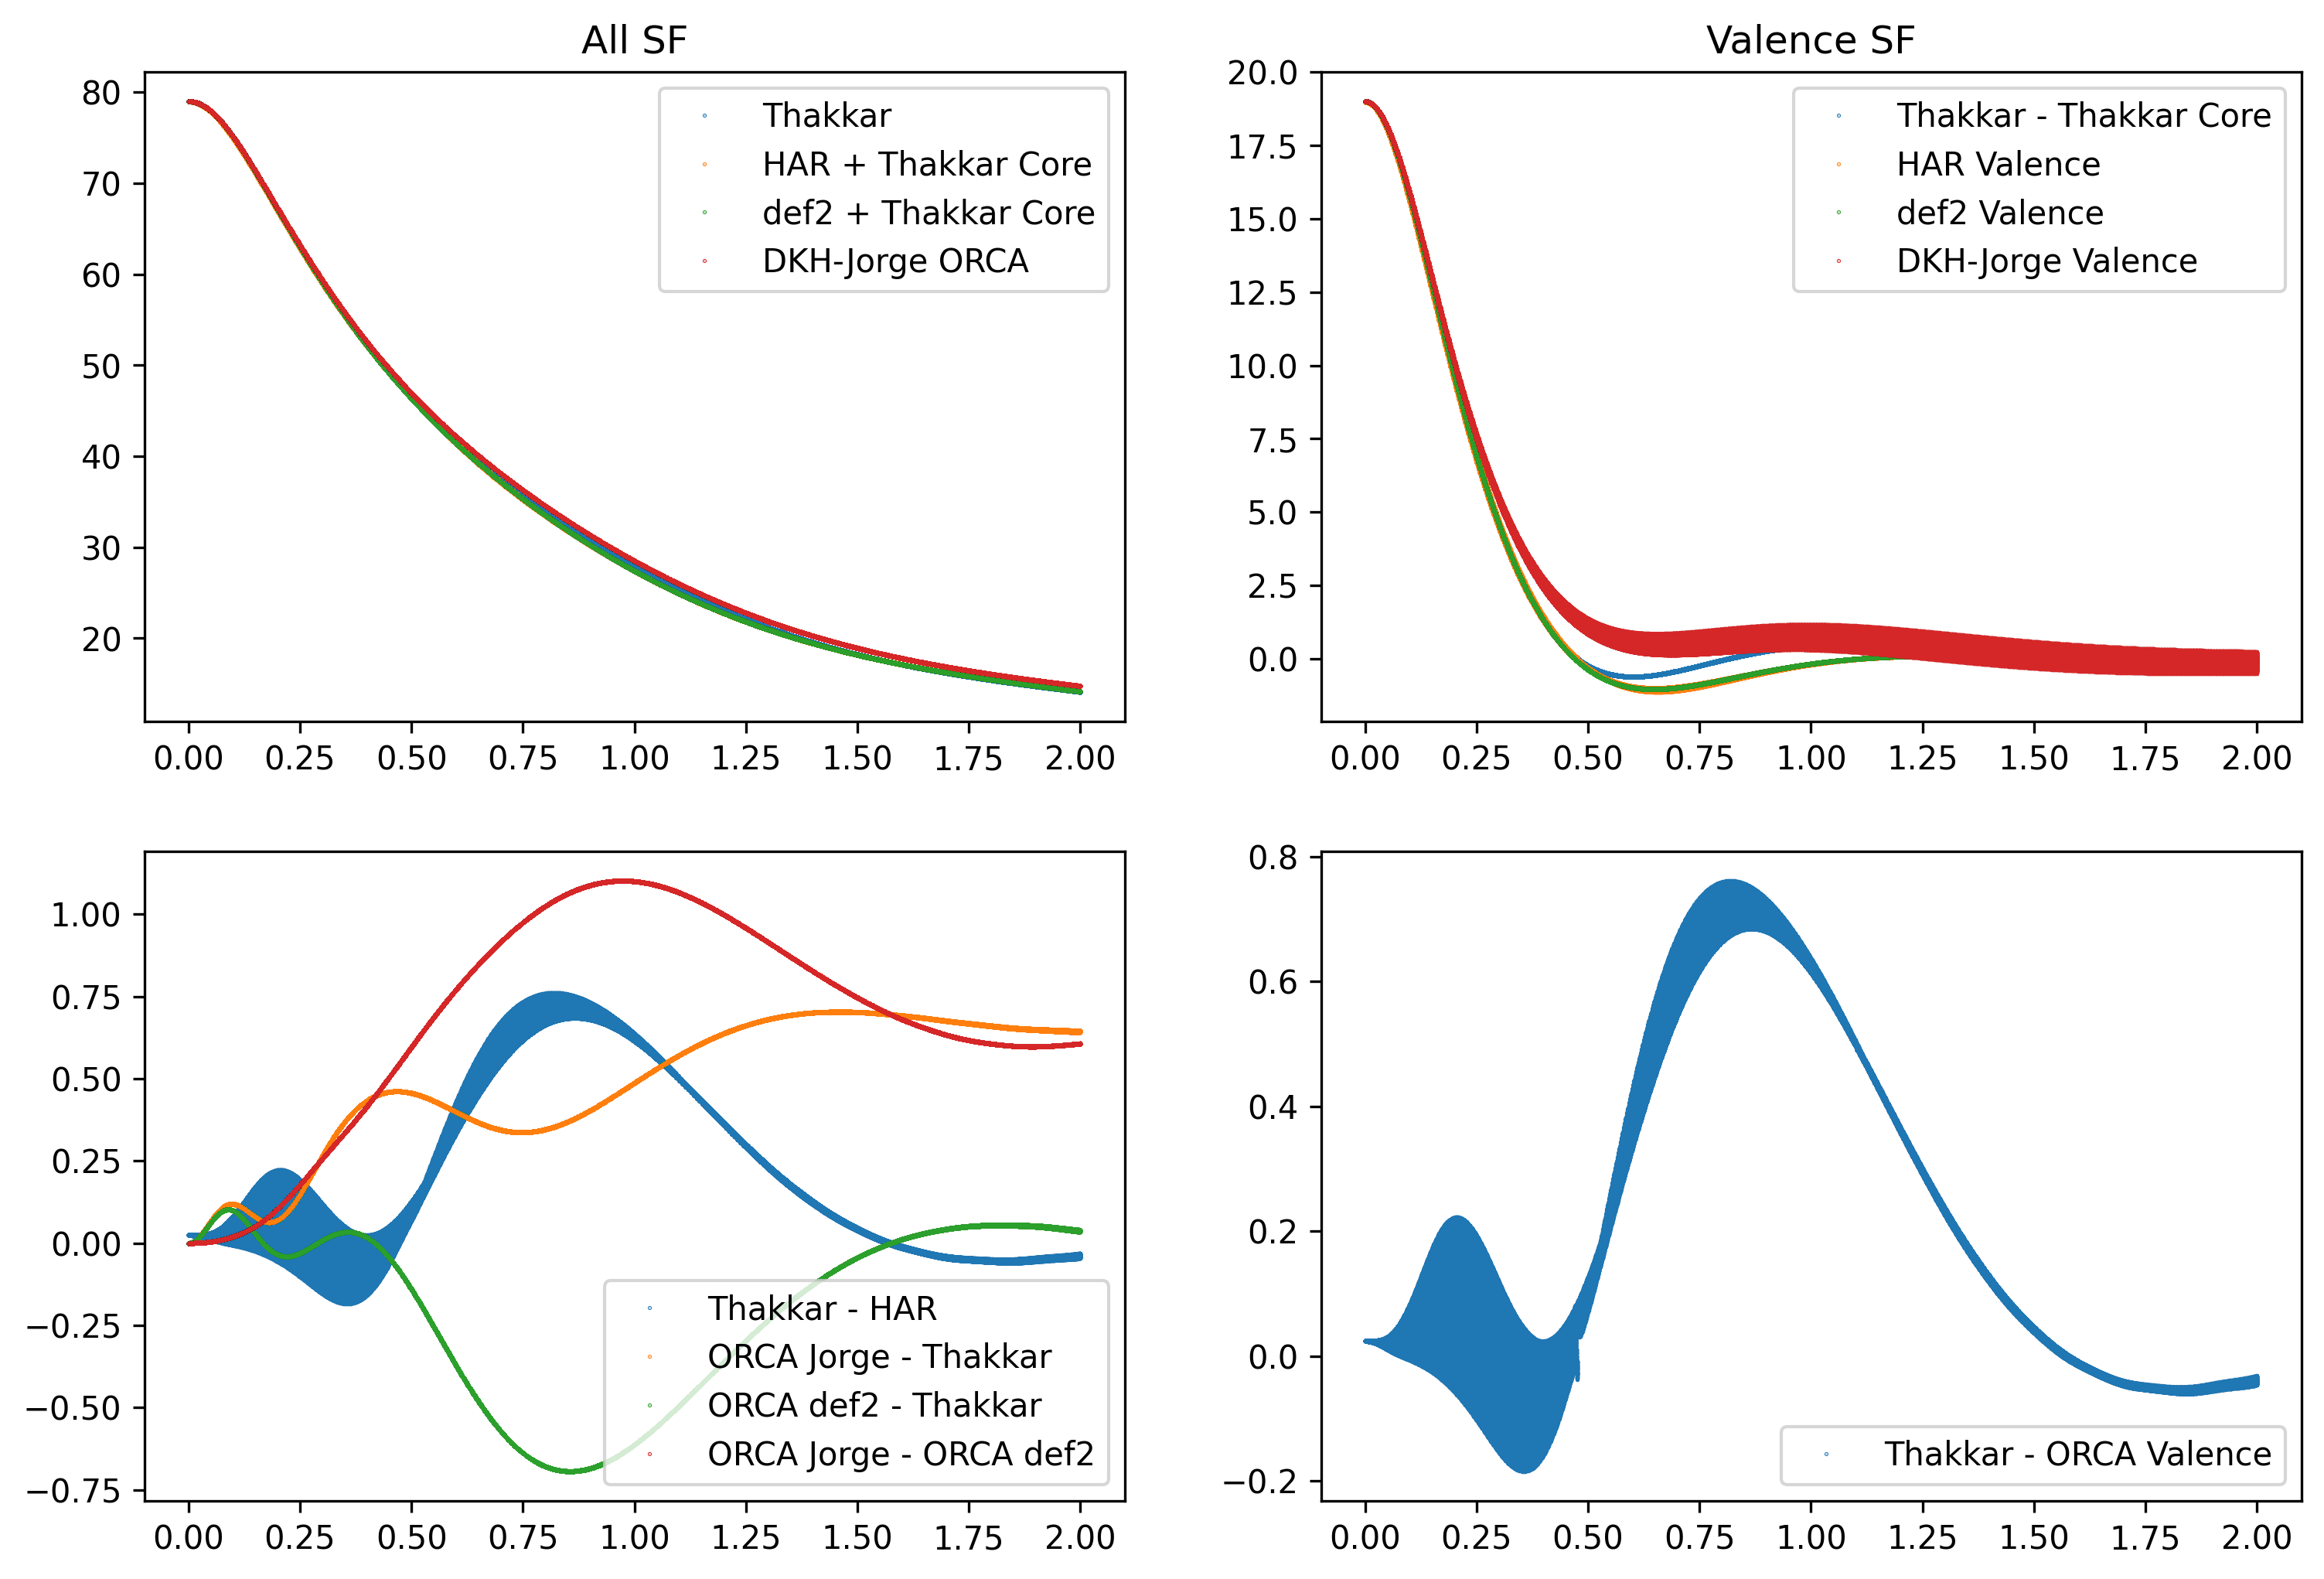 All SF
80
70
60
50
40
30
20
0.00 0.25 0.50 0.75 1.00 1.25 1.50 1.75 2.00
Thakkar
HAR + Thakkar Core
def2 + Thakkar Core
DKH-Jorge ORCA
Valence SF
20.0
17.5
15.0
12.5
10.0
7.5
5.0
2.5
0.0
0.00 0.25 0.50 0.75 1.00 1.25 1.50 1.75 2.00
Thakkar - Thakkar Core
HAR Valence
def2 Valence
DKH-Jorge Valence
1.00
0.75
0.50
0.25
0.00
−0.25
−0.50
−0.75
0.00 0.25 0.50 0.75 1.00 1.25 1.50 1.75 2.00
Thakkar - HAR
ORCA Jorge - Thakkar
ORCA def2 - Thakkar
ORCA Jorge - ORCA def2
0.8
0.6
0.4
0.2
0.0
−0.2
0.00 0.25 0.50 0.75 1.00 1.25 1.50 1.75 2.00
Thakkar - ORCA Valence